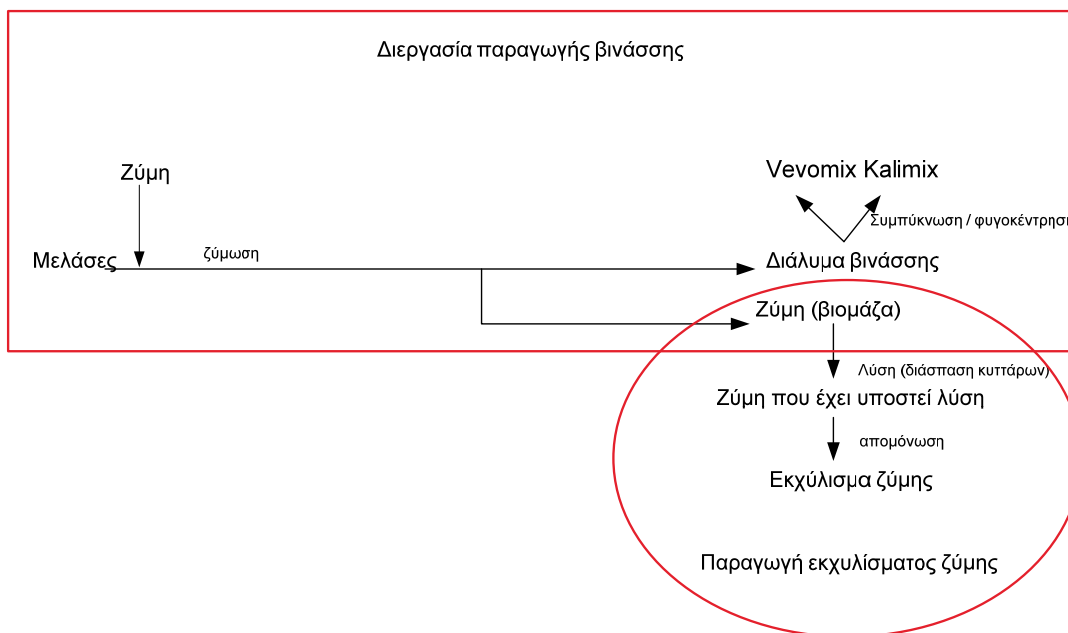 Διεργασία παραγωγής βινάσσης
Ζύμη
Vevomix Kalimix
Συμπύκνωση / φυγοκέντρηση
Μελάσες
ζύμωση
Διάλυμα βινάσσης
Ζύμη (βιομάζα)
Λύση (διάσπαση κυττάρων)
Ζύμη που έχει υποστεί λύση
απομόνωση
Εκχύλισμα ζύμης
Παραγωγή εκχυλίσματος ζύμης